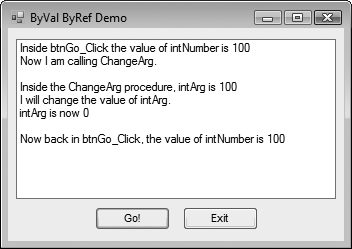 ByVal ByRef Demo
Inside btnGo_Click the value of intNumber is 100
Now I am calling ChangeArg.
Inside the ChangeArg procedure, intArg is 100
I will change the value of intArg.
intArg is now 0
Now back in btnGo_Click, the value of intNumber is 100
Go!
Exit